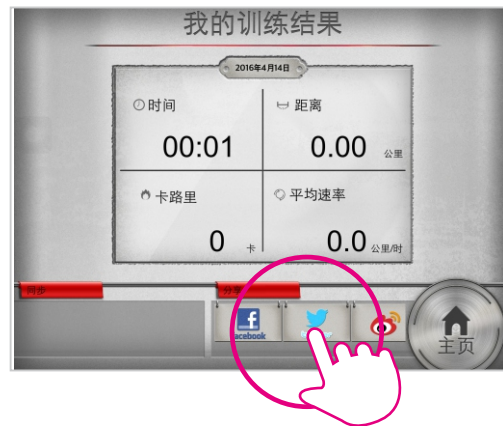 我的训练结果
2016年4月14日
时间
距离
00:01
0.00 公里
卡路里
平均速率
0 卡
0.0 公里/时
同步
分享
facebook
主页